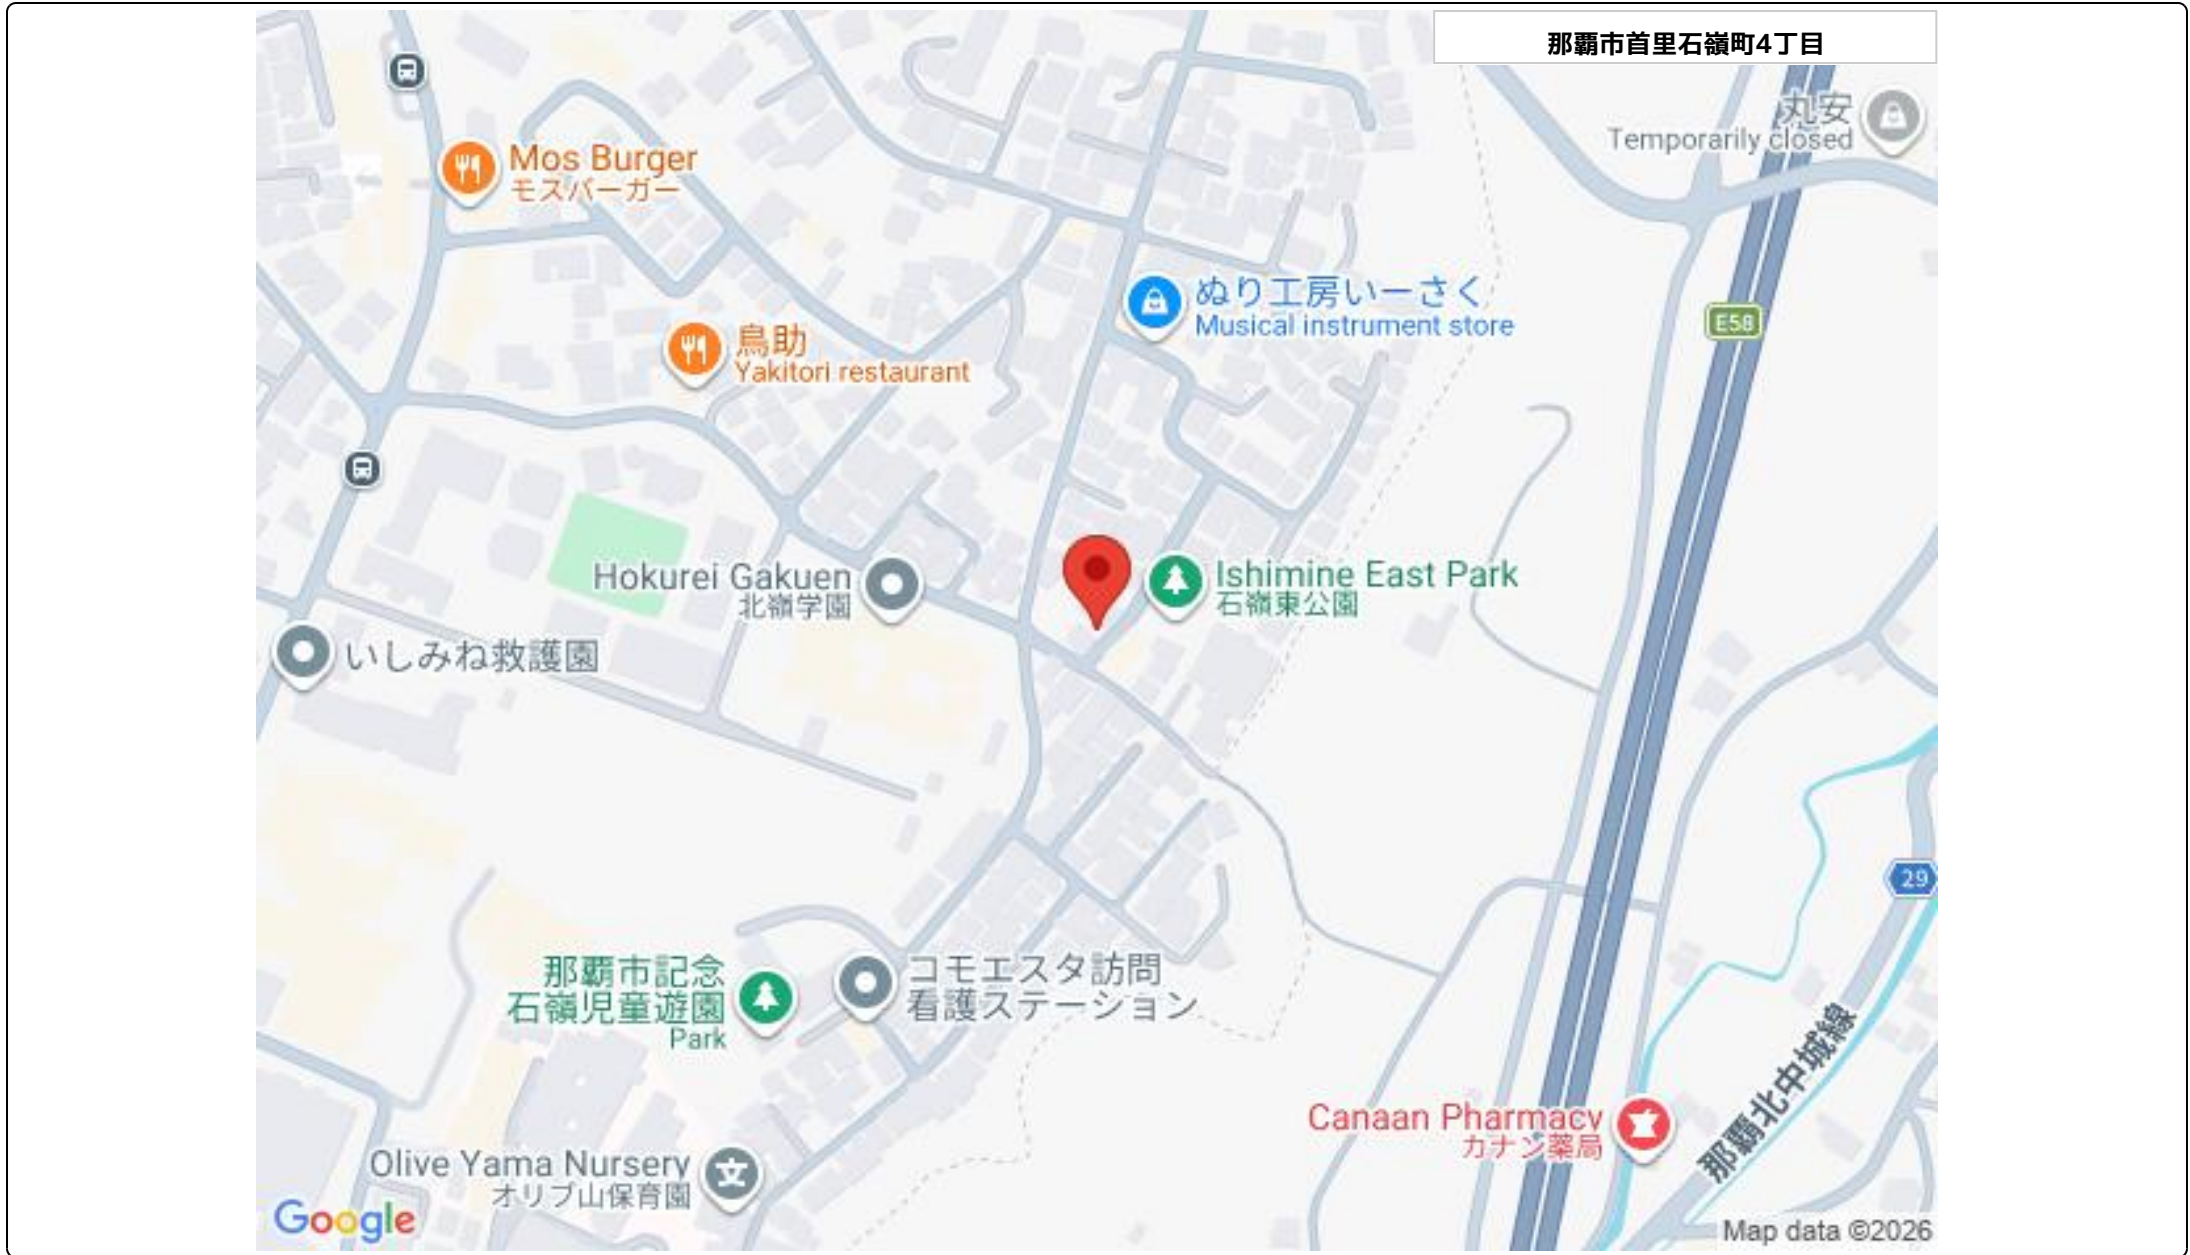 那覇市首里石嶺町4丁目
丸安
Temporarily closed
Mos Burger
モスバーガー
ぬり工房いーさく
Musical instrument store
E58
鳥助
Yakitori restaurant
Hokurei Gakuen
北嶺学園
Ishimine East Park
石嶺東公園
いしみね救護園
29
那覇市記念
石嶺児童遊園
Park
コモエスタ訪問
看護ステーション
那覇北中城線
Canaan Pharmacy
カナン薬局
Olive Yama Nursery
オリブ山保育園
Google
Map data ©2026